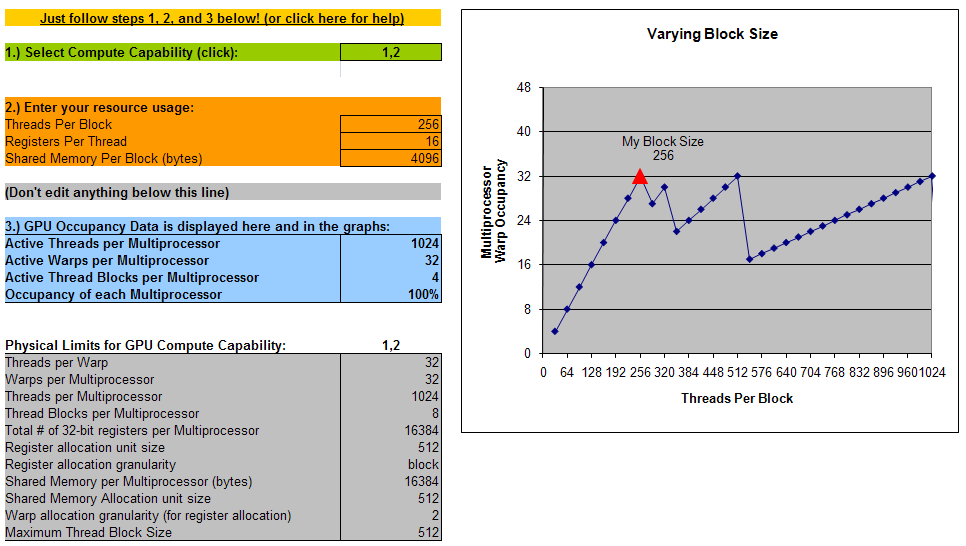 Just follow steps 1, 2, and 3 below! (or click here for help)
1.) Select Compute Capability (click): 1,2
2.) Enter your resource usage:
Threads Per Block 256
Registers Per Thread 16
Shared Memory Per Block (bytes) 4096
(Don't edit anything below this line)
3.) GPU Occupancy Data is displayed here and in the graphs:
Active Threads per Multiprocessor 1024
Active Warps per Multiprocessor 32
Active Thread Blocks per Multiprocessor 4
Occupancy of each Multiprocessor 100%
Physical Limits for GPU Compute Capability: 1,2
Threads per Warp 32
Warps per Multiprocessor 32
Threads per Multiprocessor 1024
Thread Blocks per Multiprocessor 8
Total # of 32-bit registers per Multiprocessor 16384
Register allocation unit size 512
Register allocation granularity block
Shared Memory per Multiprocessor (bytes) 16384
Shared Memory Allocation unit size 512
Warp allocation granularity (for register allocation) 2
Maximum Thread Block Size 512
Varying Block Size
48
40
32
24
16
8
0
Multiprocessor
Warp Occupancy
My Block Size
256
0 64 128 192 256 320 384 448 512 576 640 704 768 832 896 960 1024
Threads Per Block